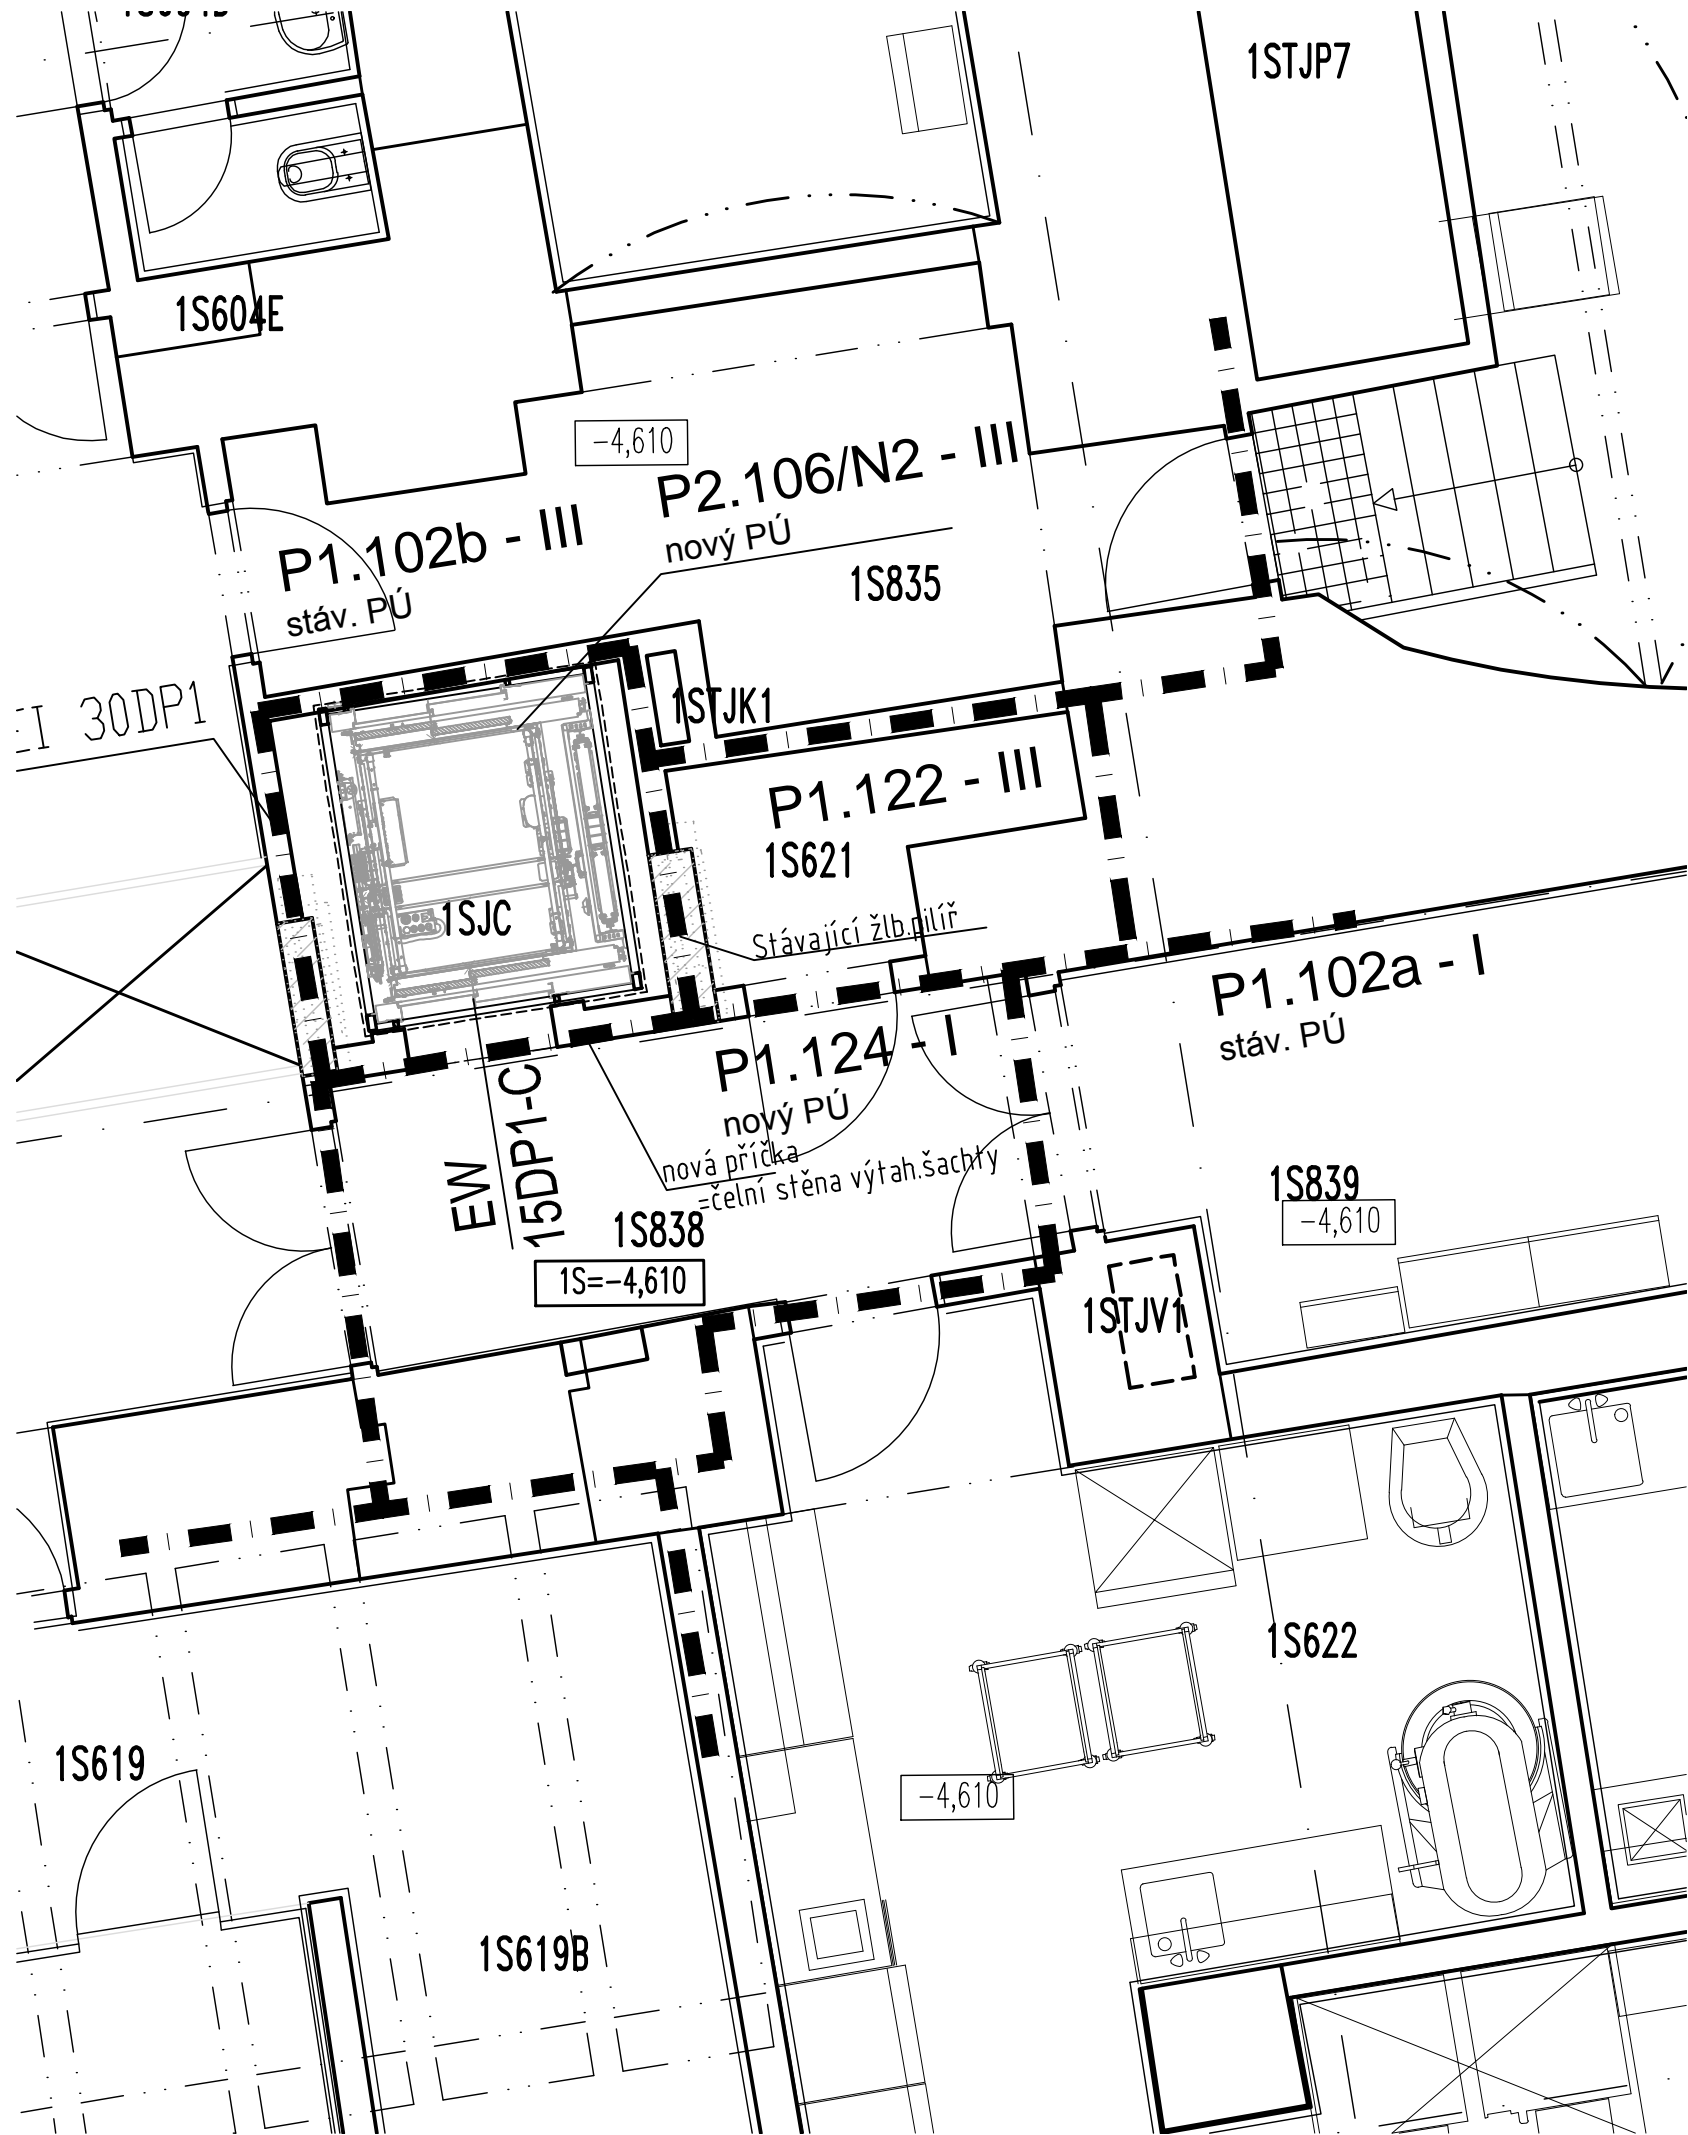 1STJP7
1S604E
-4,610
P2.106/N2 - III
nový PÚ
P1.102b - III
stáv. PÚ
1S835
30DP1
1STJK1
P1.122 - III
1S621
1SJC
Stávající žlb.pilíř
P1.102a - I
stáv. PÚ
P1.124 - I
nový PÚ
nová příčka
=čelní stěna výtah.šachty
EW
15DP1-C
1S838
1S=-4,610
1S839
-4,610
1STJV1
1S622
1S619
-4,610
1S619B